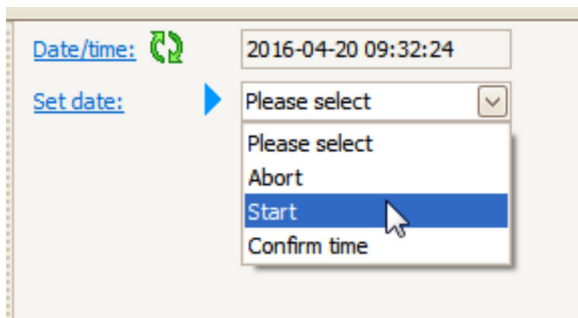 Date/time: 2016-04-20 09:32:24
Set date: Please select
Please select
Abort
Start
Confirm time